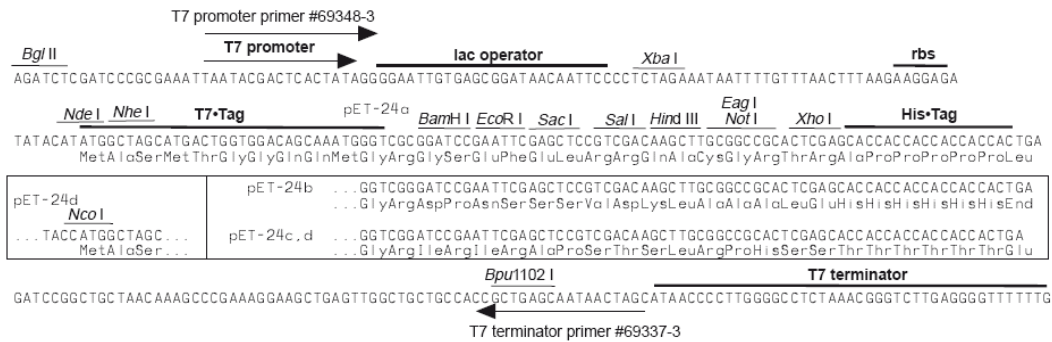 T7 promoter primer #69348-3
Bgl II T7 promoter lac operator Xba I rbs
AGATCTCGATCCCGCGAAATTAATACGACTCACTATAGGGGAATTGTGAGCGGATAACAATTCCCCTCTAGAAATAATTTTGTTTAACTTTAAGAAGGAGA
Nde I Nhe I T7•Tag pET-24a BamH I EcoR I Sac I Sal I Hind III Eag I Not I Xho I His•Tag
TATACATATGGCTAGCATGACTGGTGGACAGCAAATGGGTCGCGGATCCGAATTCGAGCTCCGTCGACAAGCTTGCGGCCGCACTCGAGCACCACCACCACCACCACTGA
MetAlaSerMetThrGlyGlyGlnGlnMetGlyArgGlySerGluPheGluLeuArgArgGlnAlaCysGlyArgThrArgAlaProProProProProLeu
pET-24b ...GGTCGGGATCCGAATTCGAGCTCCGTCGACAAGCTTGCGGCCGCACTCGAGCACCACCACCACCACCACTGA
...GlyArgAspProAsnSerSerSerValAspLysLeuAlaAlaAlaLeuGluHisHisHisHisHisHisEnd
pET-24d
Nco I
...TACCATGGCTAGC...
MetAlaSer...
pET-24c,d ...GGTCGGATCCGAATTCGAGCTCCGTCGACAAGCTTGCGGCCGCACTCGAGCACCACCACCACCACCACTGA
...GlyArgIleArgIleArgAlaProSerThrSerLeuArgProHisSerSerThrThrThrThrThrThrGlu
Bpu1102 I T7 terminator
GATCCGGCTGCTAACAAAGCCCGAAAGGAAGCTGAGTTGGCTGCTGCCACCGCTGAGCAATAACTAGCATAACCCCTTGGGGCCTCTAAACGGGTCTTGAGGGGTTTTTTG
T7 terminator primer #69337-3